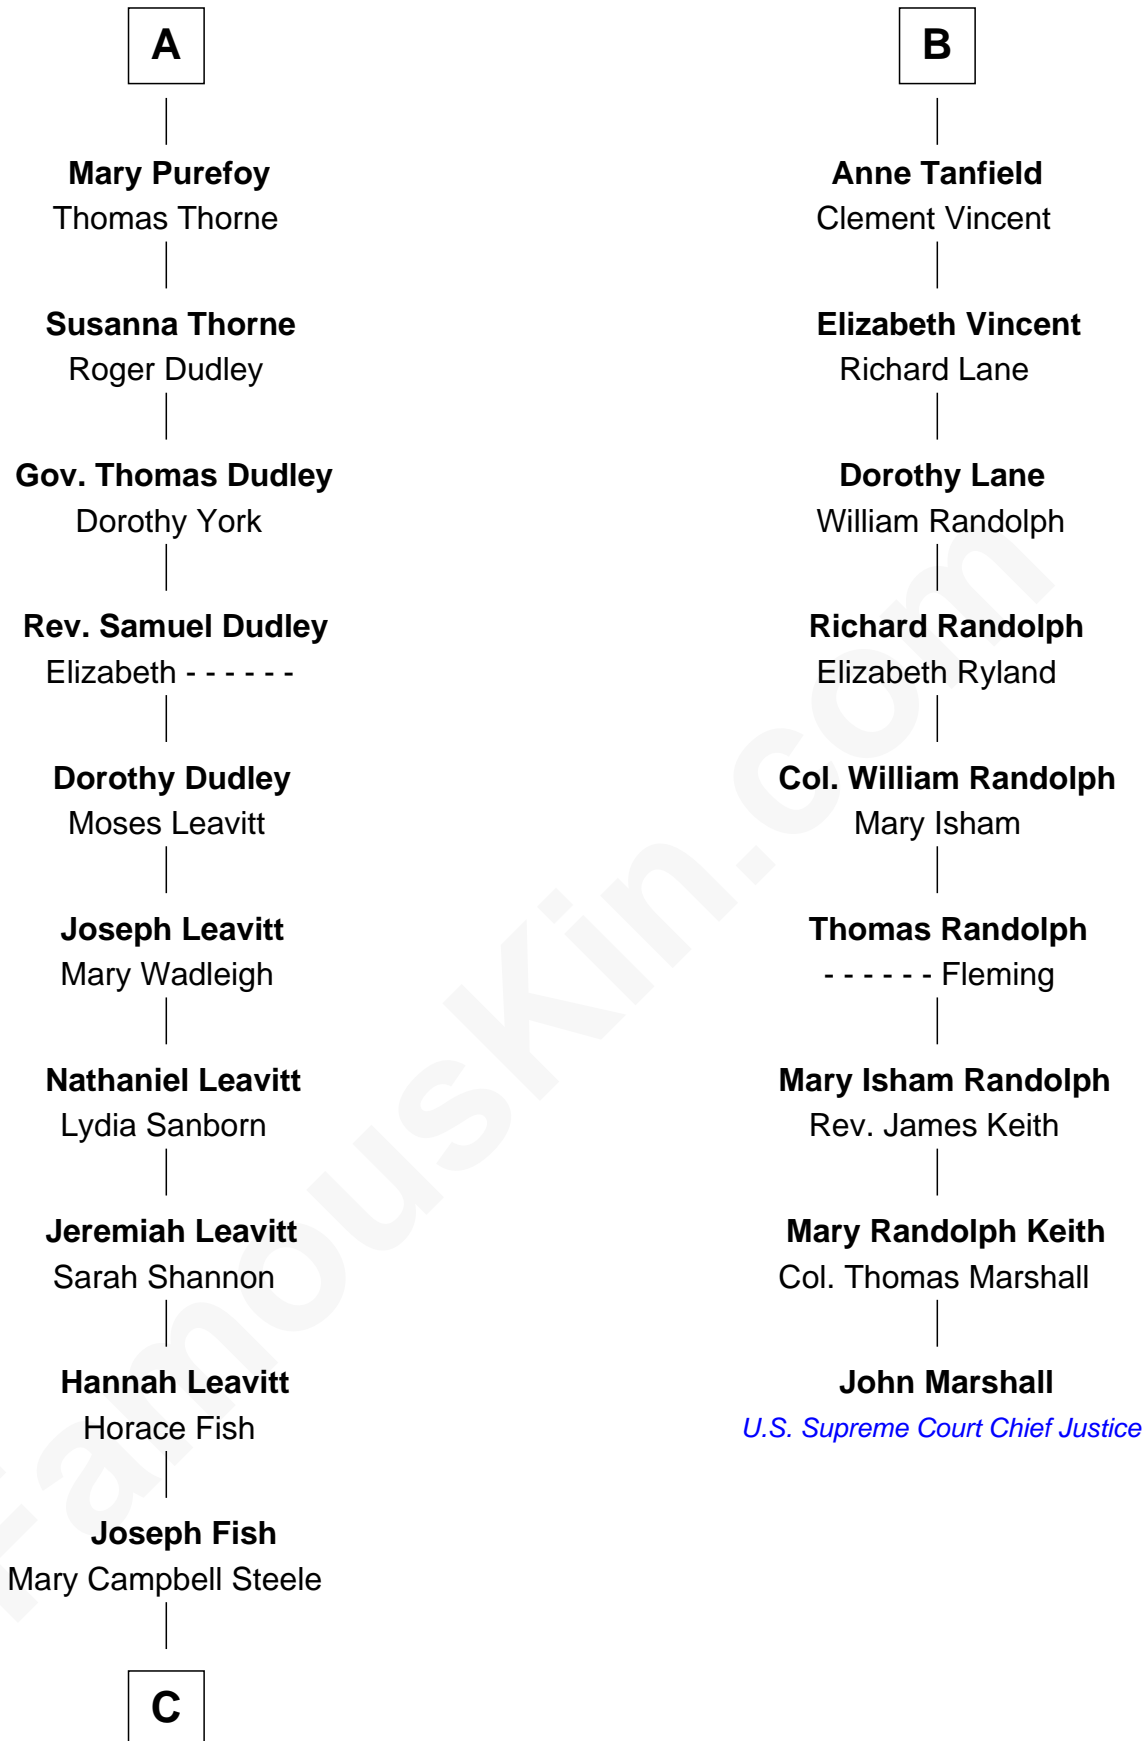 A
Mary Purefoy
Thomas Thorne
Susanna Thorne
Roger Dudley
Gov. Thomas Dudley
Dorothy York
Rev. Samuel Dudley
Elizabeth - - - - - -
Dorothy Dudley
Moses Leavitt
Joseph Leavitt
Mary Wadleigh
Nathaniel Leavitt
Lydia Sanborn
Jeremiah Leavitt
Sarah Shannon
Hannah Leavitt
Horace Fish
Joseph Fish
Mary Campbell Steele
C
B
Anne Tanfield
Clement Vincent
Elizabeth Vincent
Richard Lane
Dorothy Lane
William Randolph
Richard Randolph
Elizabeth Ryland
Col. William Randolph
Mary Isham
Thomas Randolph
- - - - - - Fleming
Mary Isham Randolph
Rev. James Keith
Mary Randolph Keith
Col. Thomas Marshall
John Marshall
U.S. Supreme Court Chief Justice
FamousKin.com